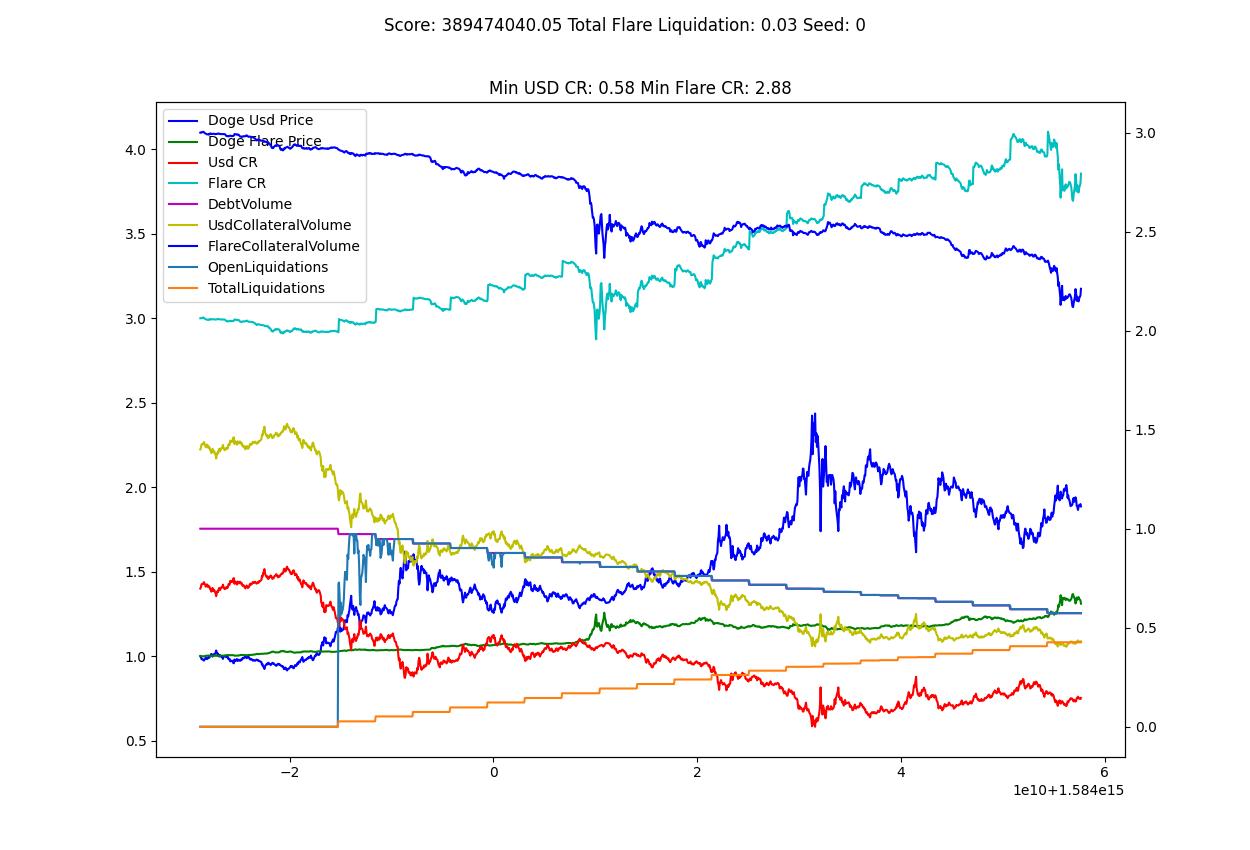 Score: 389474040.05 Total Flare Liquidation: 0.03 Seed: 0
Min USD CR: 0.58 Min Flare CR: 2.88
Doge Usd Price
Doge Flare Price
Usd CR
Flare CR
DebtVolume
UsdCollateralVolume
FlareCollateralVolume
OpenLiquidations
TotalLiquidations
4.0
3.5
3.0
2.5
2.0
1.5
1.0
0.5
3.0
2.5
2.0
1.5
1.0
0.5
0.0
−2 0 2 4 6
1e10+1.584e15